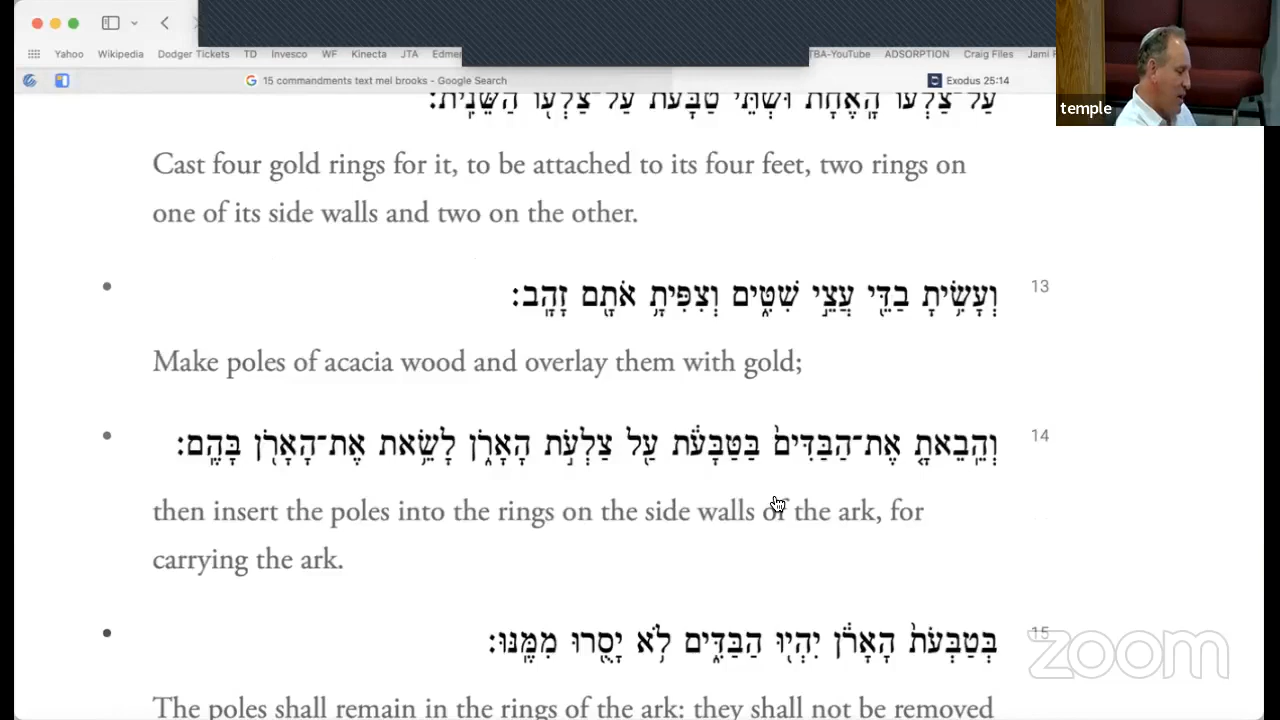 Yahoo Wikipedia Dodger Tickets TD Invesco WF Kinecta JTA TBA-YouTube ADSORPTION Craig Files
15 commandments text mel brooks - Google Search Exodus 25:14
temple
עַל־צַלְעוֹ֙ הָֽאֶחָ֔ת וּשְׁתֵּי֙ טַבָּעֹ֔ת עַל־צַלְע֖וֹ הַשֵּׁנִֽית׃
Cast four gold rings for it, to be attached to its four feet, two rings on
one of its side walls and two on the other.
13
וְעָשִׂ֥יתָ בַדֵּ֖י עֲצֵ֣י שִׁטִּ֑ים וְצִפִּיתָ֥ אֹתָ֖ם זָהָֽב׃
Make poles of acacia wood and overlay them with gold;
14
וְהֵֽבֵאתָ֤ אֶת־הַבַּדִּים֙ בַּטַּבָּעֹ֔ת עַ֖ל צַלְעֹ֣ת הָאָרֹ֑ן לָשֵׂ֥את אֶת־הָאָרֹ֖ן בָּהֶֽם׃
then insert the poles into the rings on the side walls of the ark, for
carrying the ark.
15
בְּטַבְּעֹת֙ הָאָרֹ֔ן יִהְי֖וּ הַבַּדִּ֑ים לֹ֥א יָסֻ֖רוּ מִמֶּֽנּוּ׃
The poles shall remain in the rings of the ark: they shall not be removed
zoom